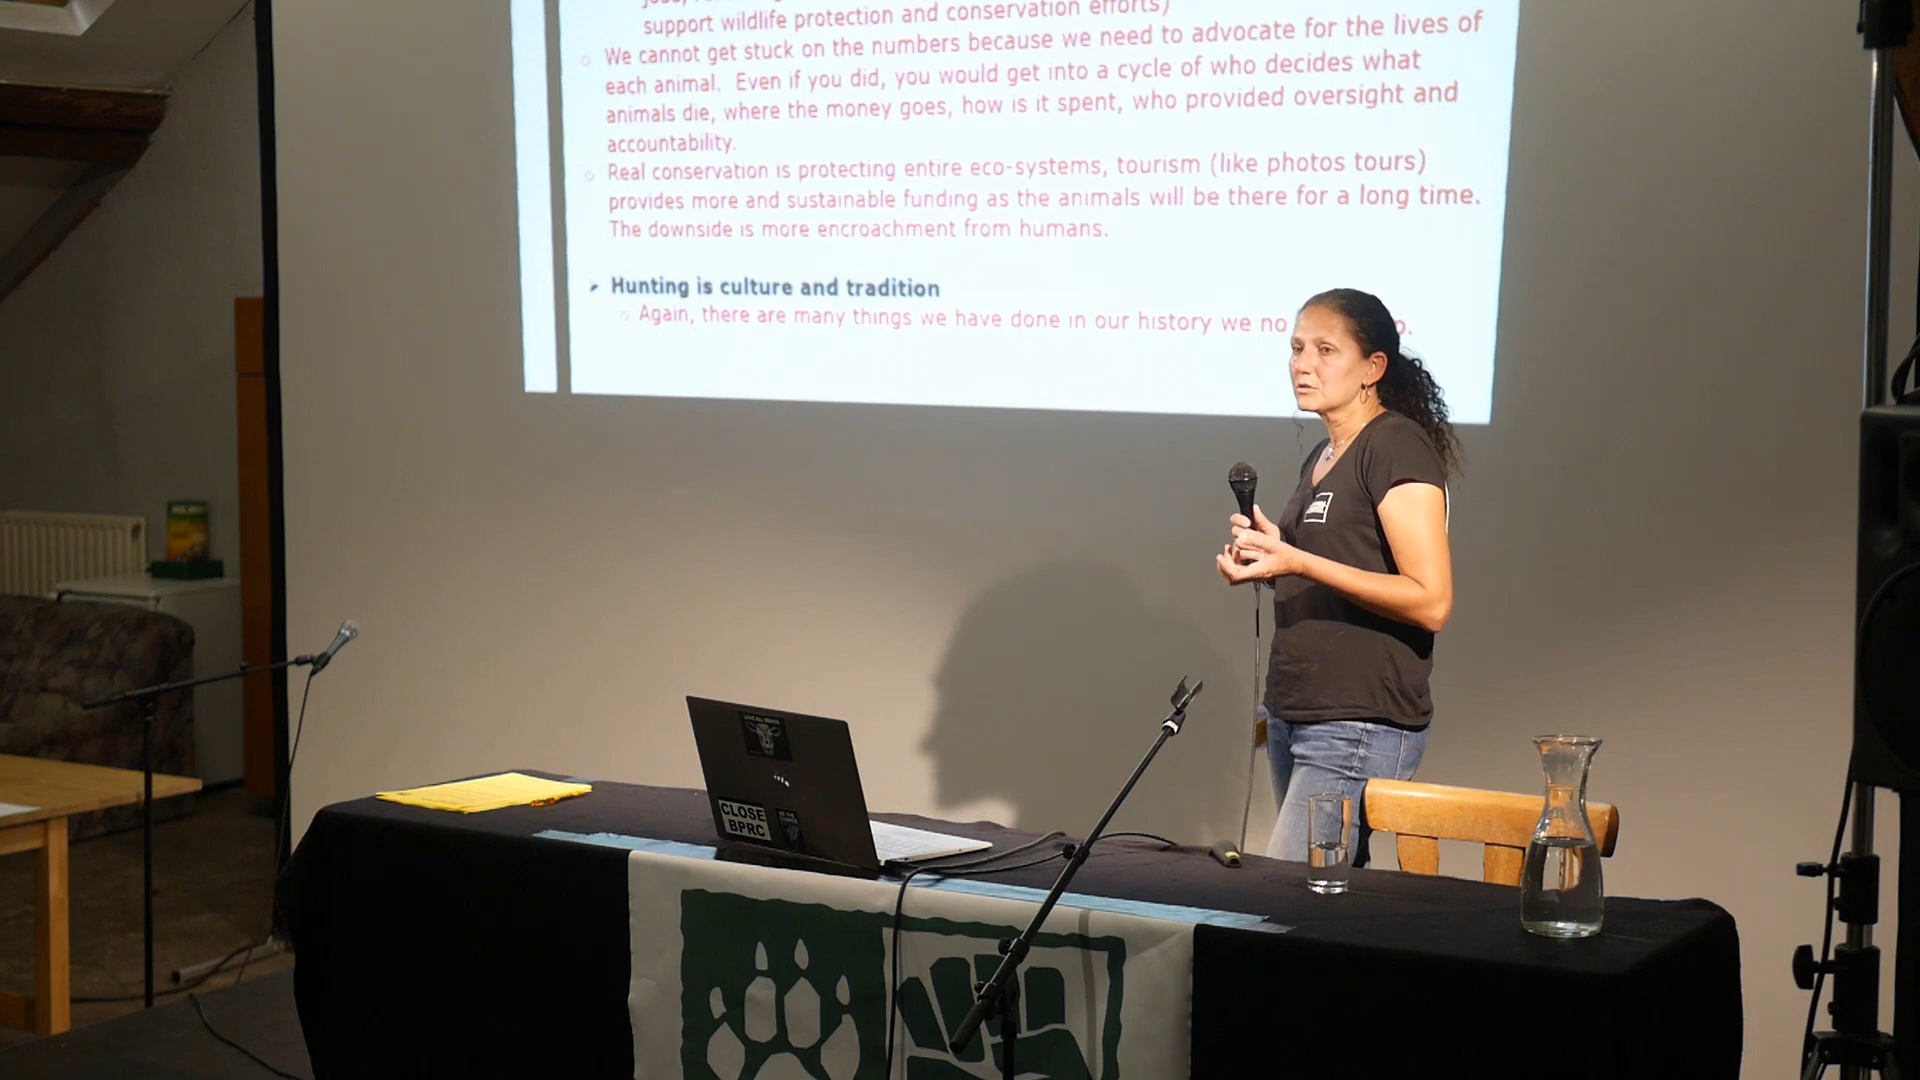 support wildlife protection and conservation efforts)
We cannot get stuck on the numbers because we need to advocate for the lives of
each animal. Even if you did, you would get into a cycle of who decides what
animals die, where the money goes, how is it spent, who provided oversight and
accountability.
Real conservation is protecting entire eco-systems, tourism (like photos tours)
provides more and sustainable funding as the animals will be there for a long time.
The downside is more encroachment from humans.
Hunting is culture and tradition
Again, there are many things we have done in our history we no
CLOSE
BPRC